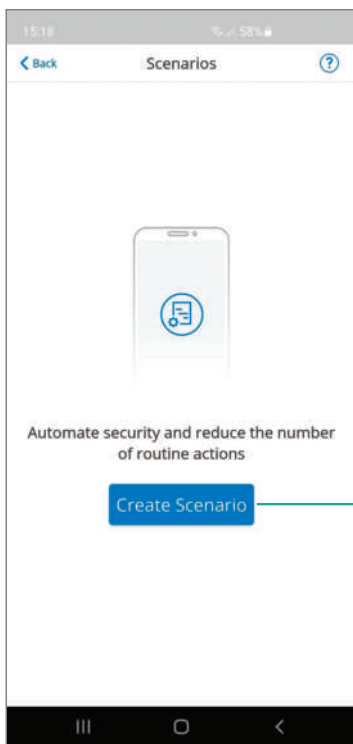 15:18 58%
Back Scenarios ?
Automate security and reduce the number
of routine actions
Create Scenario